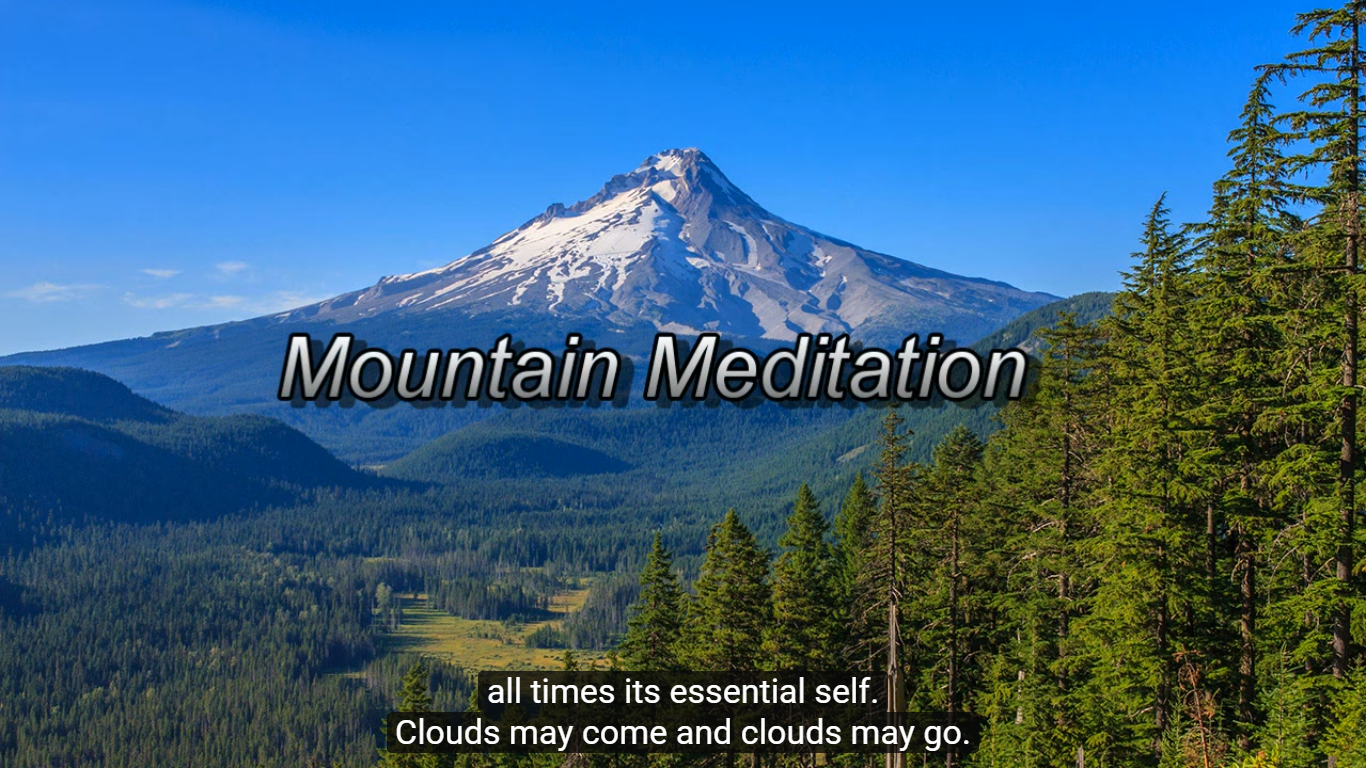 Mountain Meditation
all times its essential self.
Clouds may come and clouds may go.